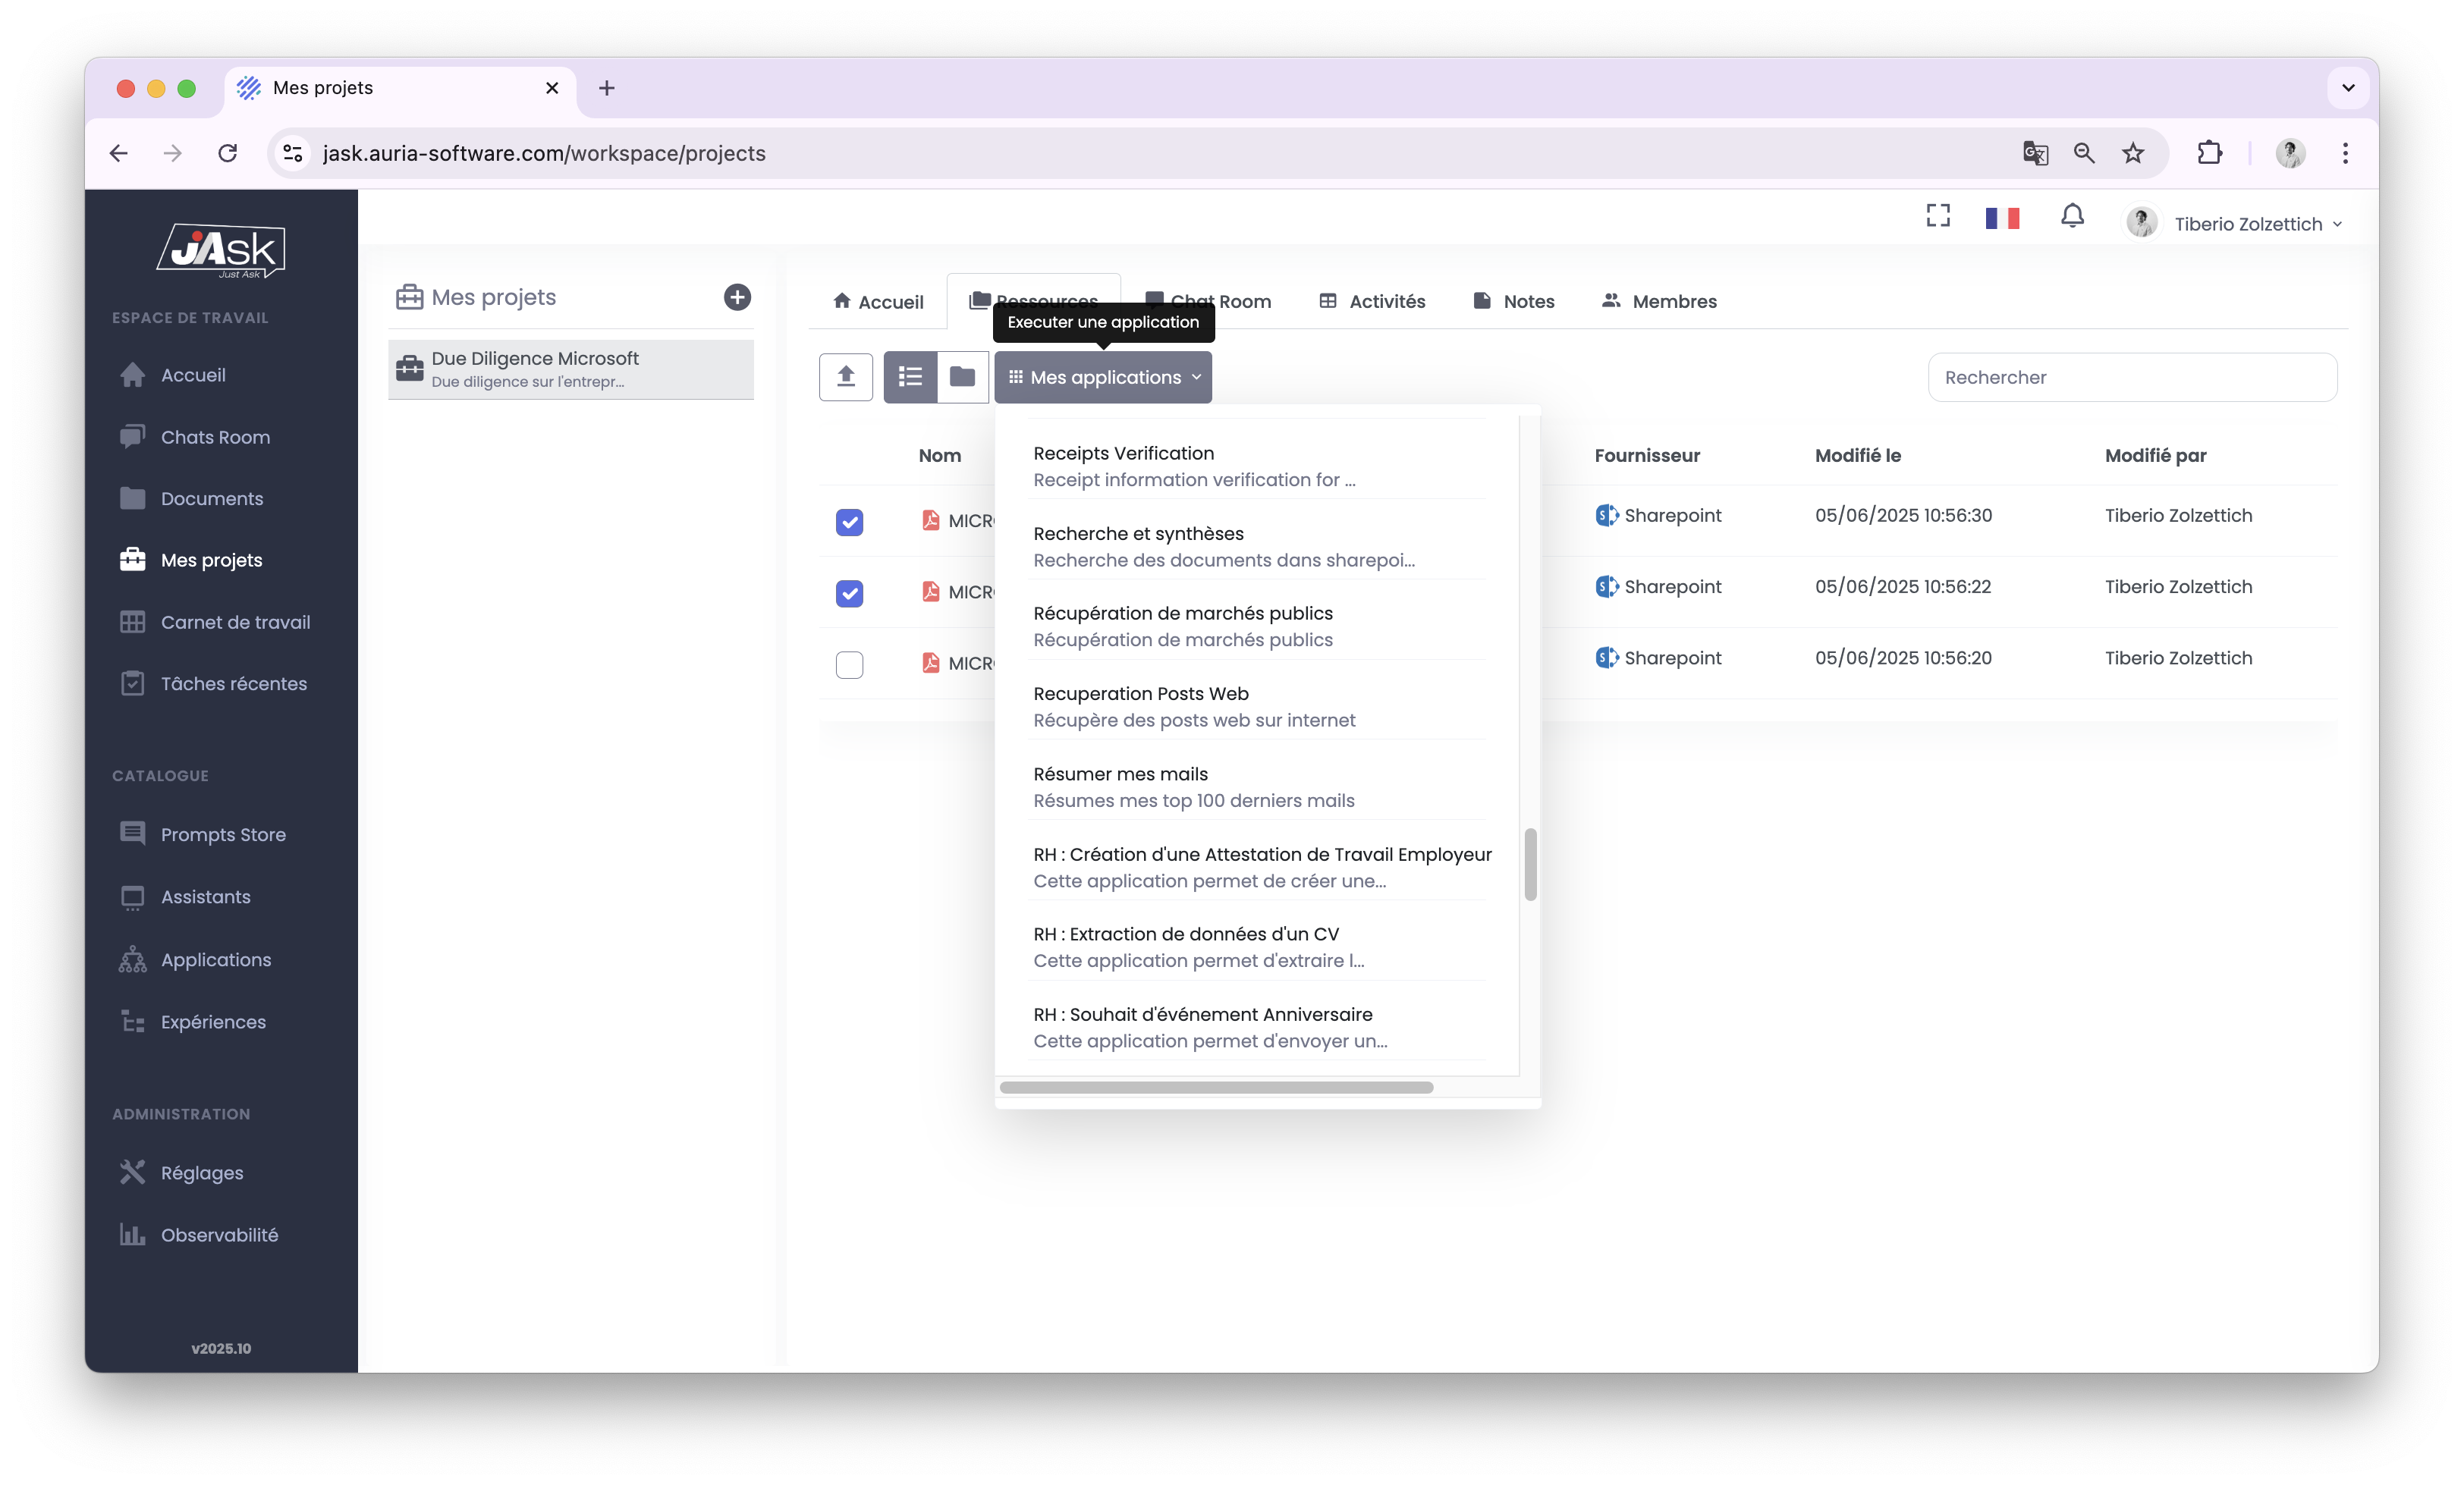 Mes projets
jask.auria-software.com/workspace/projects
jAsk
Just Ask
Tiberio Zolzettich
ESPACE DE TRAVAIL
Accueil
Chats Room
Documents
Mes projets
Carnet de travail
Tâches récentes
CATALOGUE
Prompts Store
Assistants
Applications
Expériences
ADMINISTRATION
Réglages
Observabilité
v2025.10
Mes projets
Due Diligence Microsoft
Due diligence sur l'entrepr...
Accueil
Ressources
Chat Room
Activités
Notes
Membres
Executer une application
Mes applications
Rechercher
Nom
Fournisseur
Modifié le
Modifié par
MICR
Sharepoint
05/06/2025 10:56:30
Tiberio Zolzettich
MICR
Sharepoint
05/06/2025 10:56:22
Tiberio Zolzettich
MICR
Sharepoint
05/06/2025 10:56:20
Tiberio Zolzettich
Receipts Verification
Receipt information verification for ...
Recherche et synthèses
Recherche des documents dans sharepoi...
Récupération de marchés publics
Récupération de marchés publics
Recuperation Posts Web
Récupère des posts web sur internet
Résumer mes mails
Résumes mes top 100 derniers mails
RH : Création d'une Attestation de Travail Employeur
Cette application permet de créer une...
RH : Extraction de données d'un CV
Cette application permet d'extraire l...
RH : Souhait d'événement Anniversaire
Cette application permet d'envoyer un...